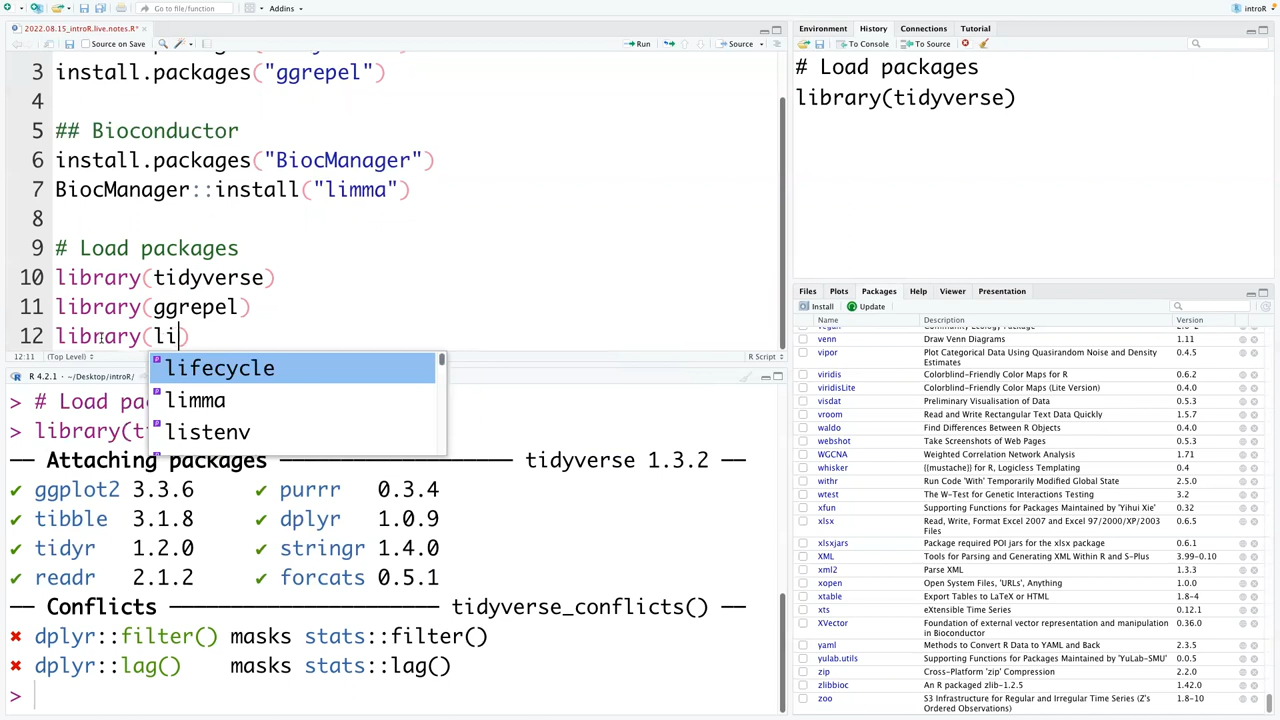 Go to file/function
Addins
introR
2022.08.15_introR.live.notes.R*
Source on Save
Run
Source
3 install.packages("ggrepel")
4
5 ## Bioconductor
6 install.packages("BiocManager")
7 BiocManager::install("limma")
8
9 # Load packages
10 library(tidyverse)
11 library(ggrepel)
12 library(li)
12:11
(Top Level)
R Script
lifecycle
limma
listenv
R 4.2.1 · ~/Desktop/introR/
> # Load pa
> library(t
── Attaching packages ── tidyverse 1.3.2 ──
✔ ggplot2 3.3.6 ✔ purrr 0.3.4
✔ tibble 3.1.8 ✔ dplyr 1.0.9
✔ tidyr 1.2.0 ✔ stringr 1.4.0
✔ readr 2.1.2 ✔ forcats 0.5.1
── Conflicts ── tidyverse_conflicts() ──
✖ dplyr::filter() masks stats::filter()
✖ dplyr::lag() masks stats::lag()
>
Environment History Connections Tutorial
To Console To Source
# Load packages
library(tidyverse)
Files Plots Packages Help Viewer Presentation
Install Update
Name Description Version
venn Draw Venn Diagrams 1.11
vipor Plot Categorical Data Using Quasirandom Noise and Density 0.4.5
Estimates
viridis Colorblind-Friendly Color Maps for R 0.6.2
viridisLite Colorblind-Friendly Color Maps (Lite Version) 0.4.0
visdat Preliminary Visualisation of Data 0.5.3
vroom Read and Write Rectangular Text Data Quickly 1.5.7
waldo Find Differences Between R Objects 0.4.0
webshot Take Screenshots of Web Pages 0.5.3
WGCNA Weighted Correlation Network Analysis 1.71
whisker {{mustache}} for R, Logicless Templating 0.4
withr Run Code 'With' Temporarily Modified Global State 2.5.0
wtest The W-Test for Genetic Interactions Testing 3.2
xfun Supporting Functions for Packages Maintained by 'Yihui Xie' 0.32
xlsx Read, Write, Format Excel 2007 and Excel 97/2000/XP/2003 0.6.5
Files
xlsxjars Package required POI jars for the xlsx package 0.6.1
XML Tools for Parsing and Generating XML Within R and S-Plus 3.99-0.10
xml2 Parse XML 1.3.3
xopen Open System Files, 'URLs', Anything 1.0.0
xtable Export Tables to LaTeX or HTML 1.8-4
xts eXtensible Time Series 0.12.1
XVector Foundation of external vector representation and manipulation 0.36.0
in Bioconductor
yaml Methods to Convert R Data to YAML and Back 2.3.5
yulab.utils Supporting Functions for Packages Maintained by 'YuLab-SMU' 0.0.5
zip Cross-Platform 'zip' Compression 2.2.0
zlibbioc An R packaged zlib-1.2.5 1.42.0
zoo S3 Infrastructure for Regular and Irregular Time Series (Z's 1.8-10
Ordered Observations)